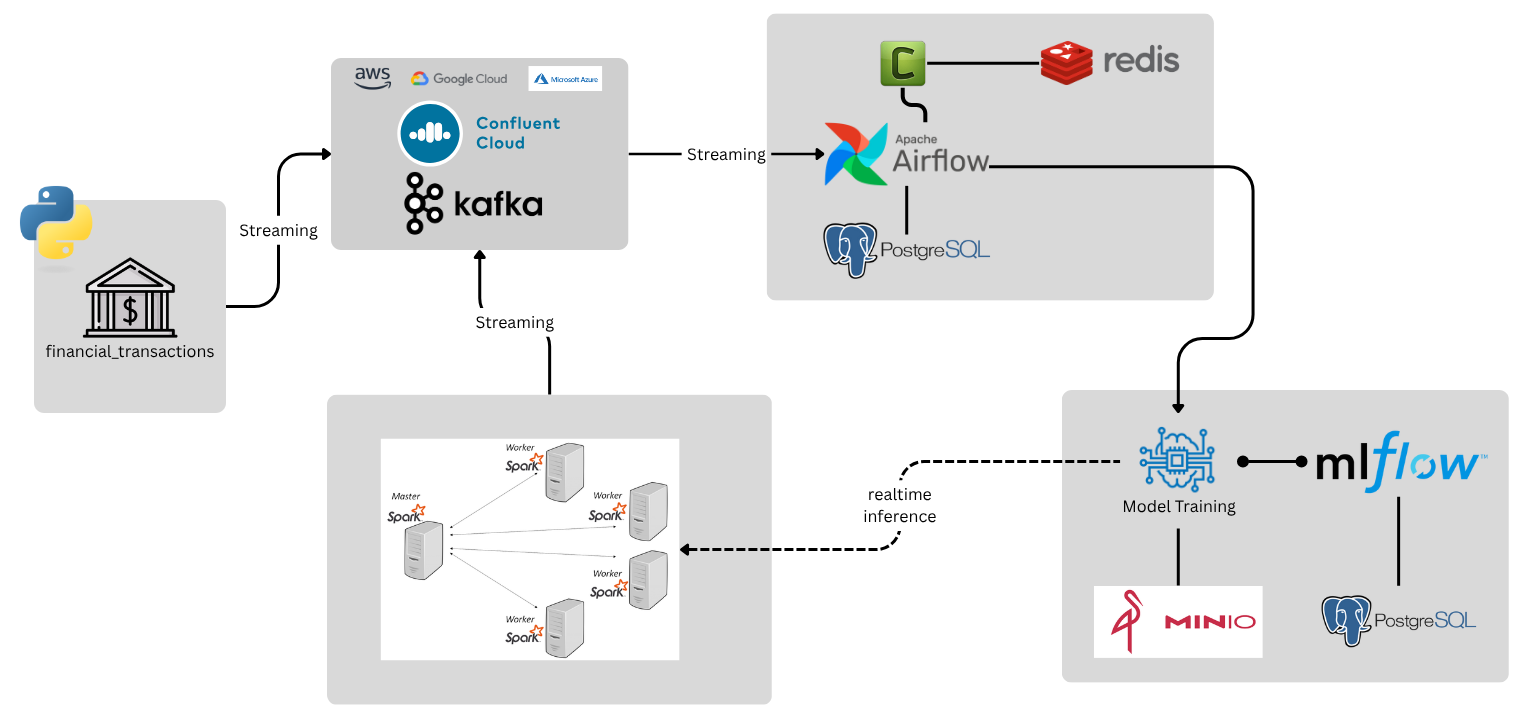 aws
Google Cloud
Microsoft Azure
Confluent
Cloud
kafka
Streaming
financial_transactions
$
Streaming
Streaming
C
redis
Apache
Airflow
PostgreSQL
Worker
Spark
Worker
Spark
Master
Spark
Worker
Spark
Worker
Spark
realtime
inference
Model Training
mlflow™
MINIO
PostgreSQL